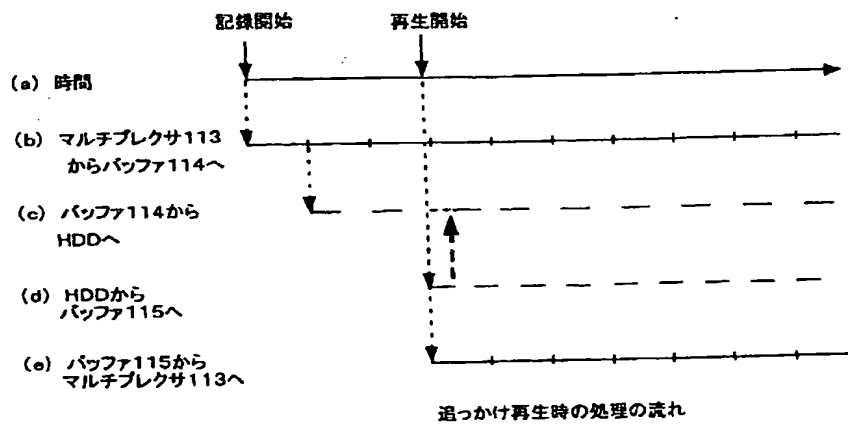 記録開始 再生開始
(a) 時間
(b) マルチプレクサ113
からバッファ114へ
(c) バッファ114から
HDDへ
(d) HDDから
バッファ115へ
(e) バッファ115から
マルチプレクサ113へ
追っかけ再生時の処理の流れ